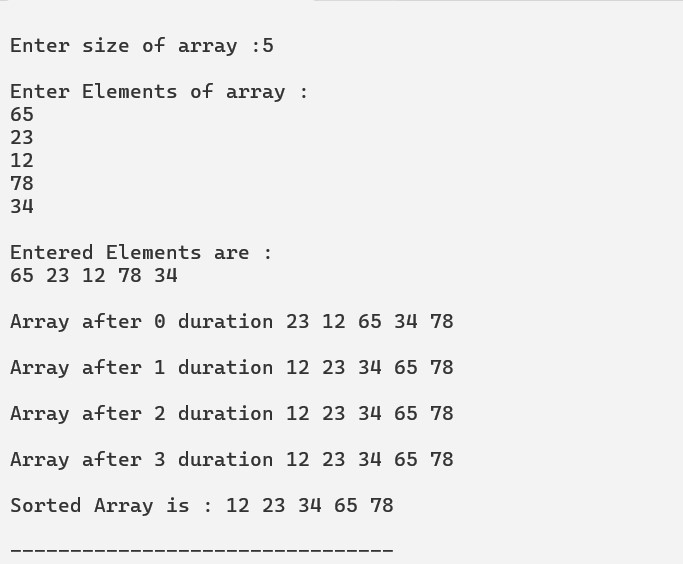 Enter size of array :5
Enter Elements of array :
65
23
12
78
34
Entered Elements are :
65 23 12 78 34
Array after 0 duration 23 12 65 34 78
Array after 1 duration 12 23 34 65 78
Array after 2 duration 12 23 34 65 78
Array after 3 duration 12 23 34 65 78
Sorted Array is : 12 23 34 65 78
--------------------------------